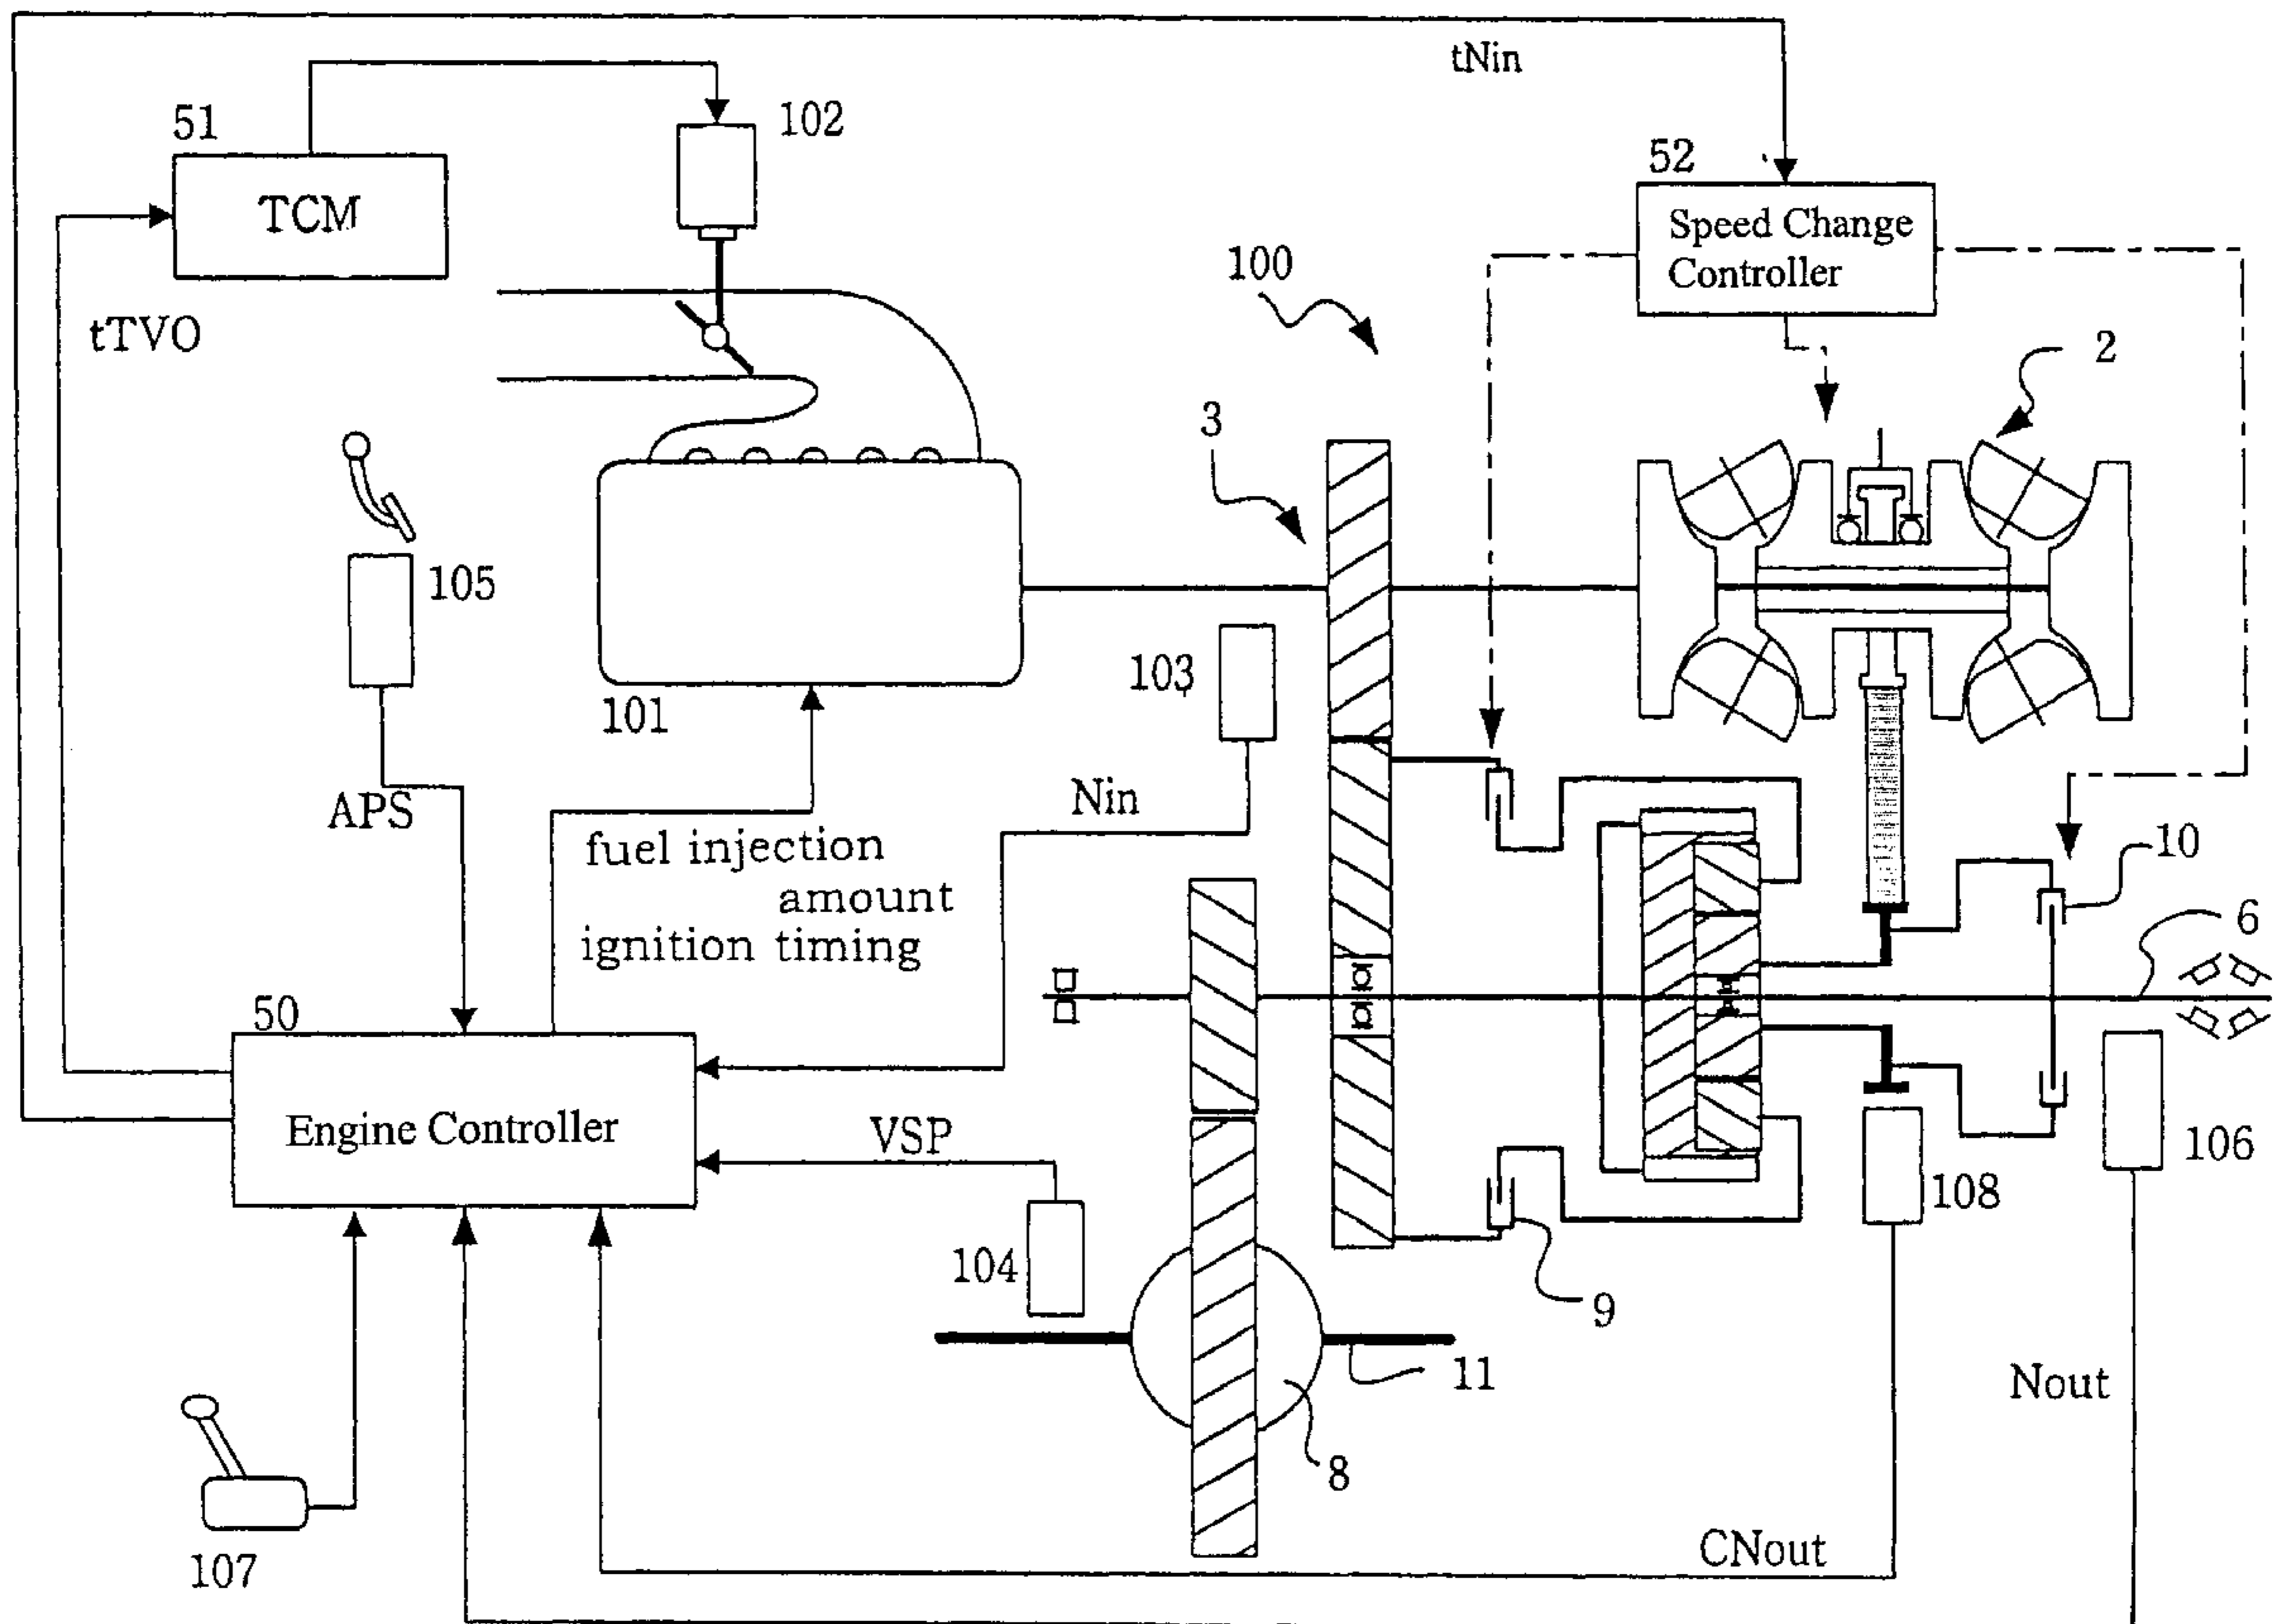 tNin
51
102
TCM
52
Speed Change
Controller
100
tTVO
2
3
105
103
101
APS
Nin
fuel injection
amount
ignition timing
10
6
50
Engine Controller
VSP
106
108
104
9
11
Nout
8
CNout
107